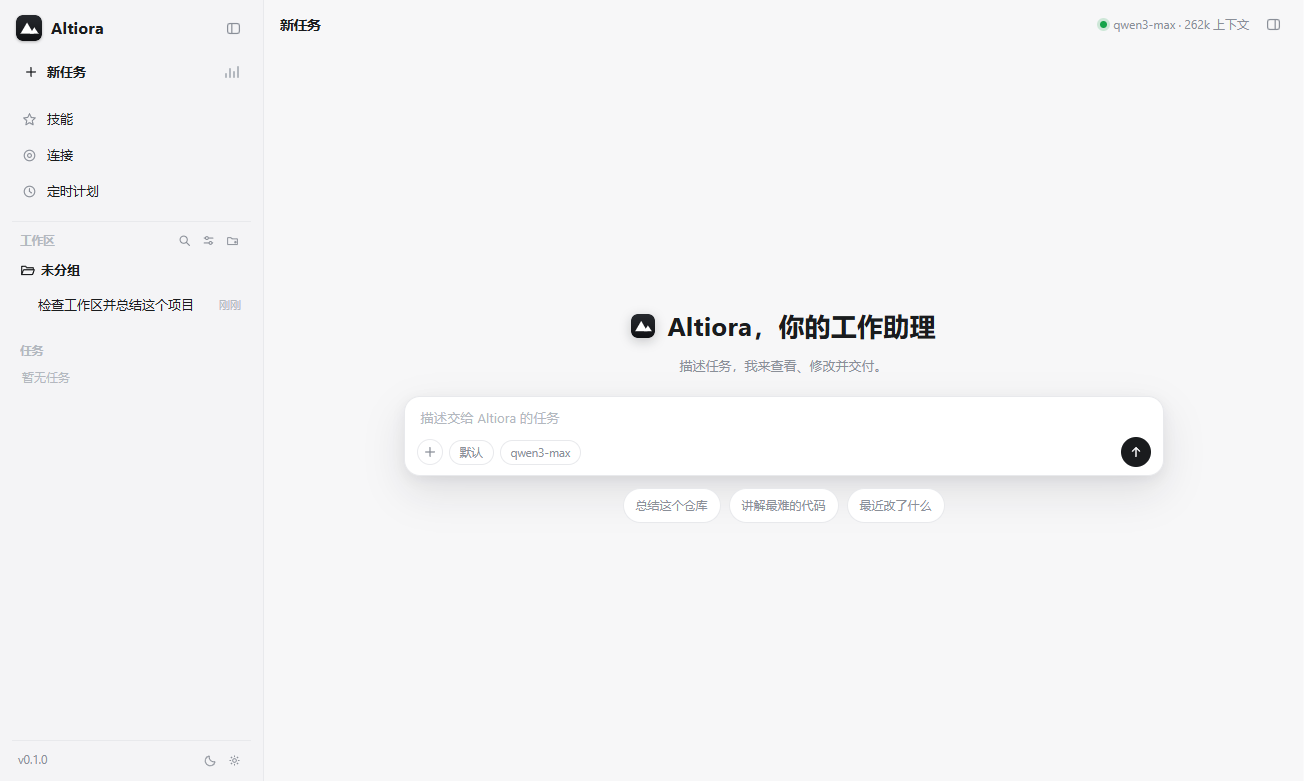 Altiora
新任务
技能
连接
定时计划
工作区
未分组
检查工作区并总结这个项目 刚刚
任务
暂无任务
v0.1.0
新任务
qwen3-max · 262k 上下文
Altiora，你的工作助理
描述任务，我来查看、修改并交付。
描述交给 Altiora 的任务
默认 qwen3-max
总结这个仓库 讲解最难的代码 最近改了什么